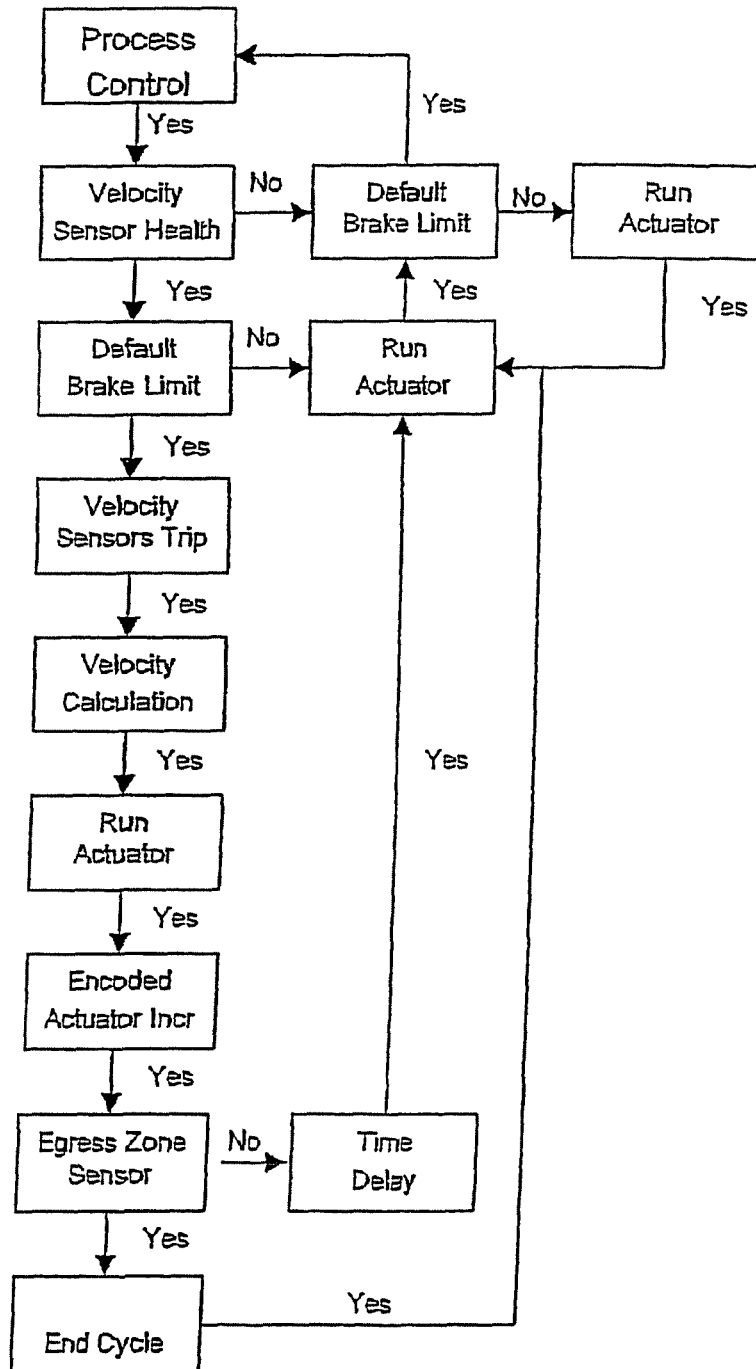 Process
Control
Yes
Yes
Velocity
Sensor Health
No
Default
Brake Limit
No
Run
Actuator
Yes
Yes
Yes
Default
Brake Limit
No
Run
Actuator
Yes
Velocity
Sensors Trip
Yes
Velocity
Calculation
Yes
Yes
Run
Actuator
Yes
Encoded
Actuator Incr
Yes
Egress Zone
Sensor
No
Time
Delay
Yes
Yes
End Cycle